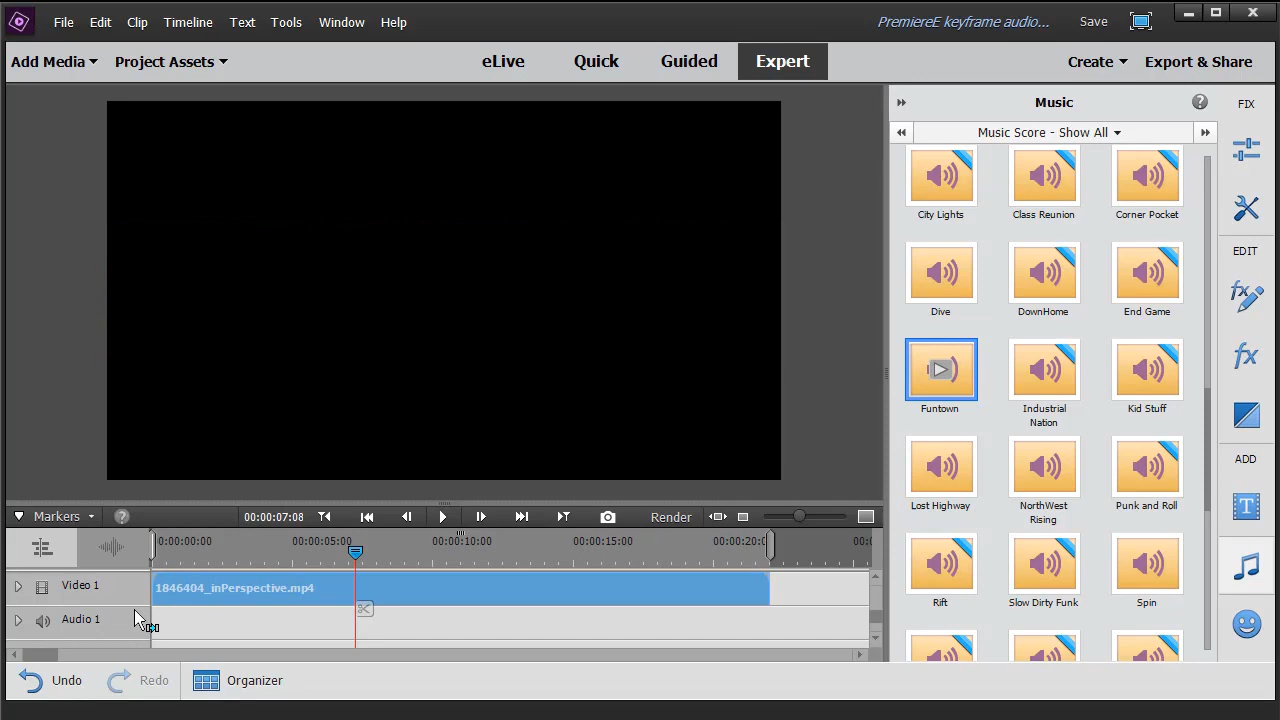 File Edit Clip Timeline Text Tools Window Help PremiereE keyframe audio... Save
Add Media Project Assets eLive Quick Guided Expert Create Export & Share
Music FIX
Music Score - Show All
City Lights Class Reunion Corner Pocket
EDIT
Dive DownHome End Game
Funtown Industrial Nation Kid Stuff
ADD
Lost Highway NorthWest Rising Punk and Roll
Markers 00:00:07:08 Render
0:00:00:00 00:00:05:00 00:00:10:00 00:00:15:00 00:00:20:0 00:0
Video 1 1846404_inPerspective.mp4
Rift Slow Dirty Funk Spin
Audio 1
Undo Redo Organizer